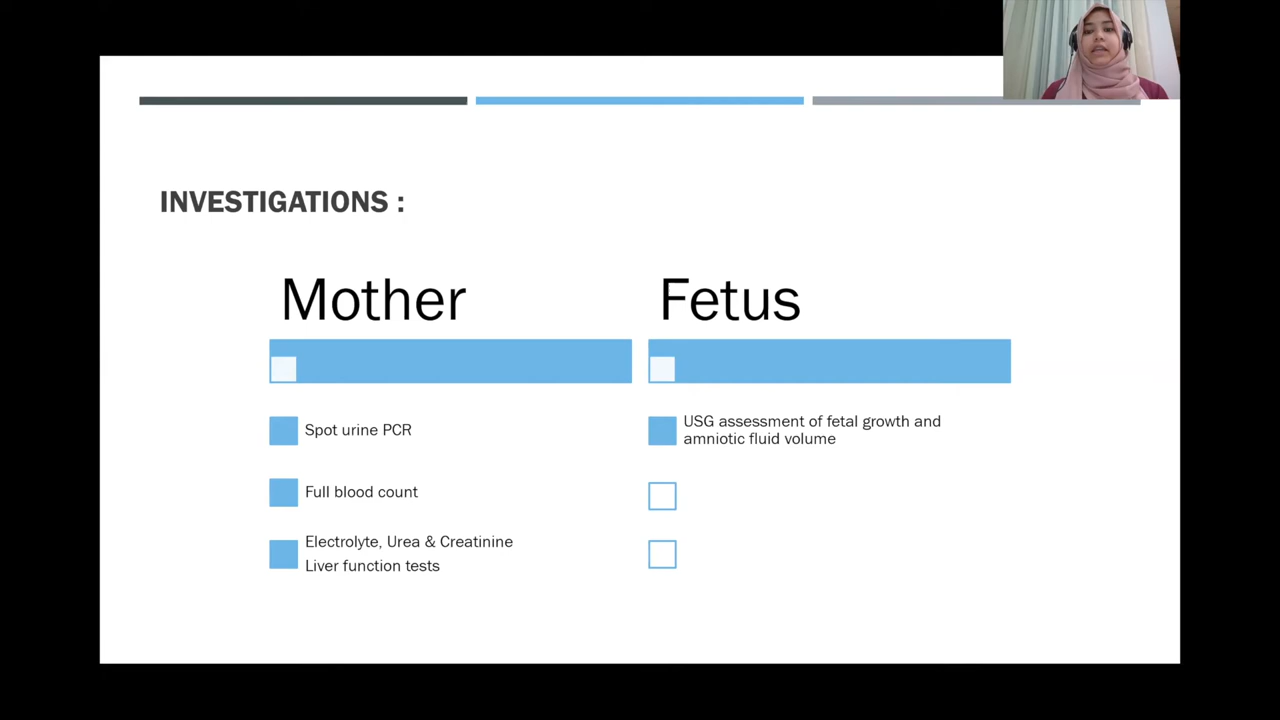 INVESTIGATIONS :
Mother
Spot urine PCR
Full blood count
Electrolyte, Urea & Creatinine
Liver function tests
Fetus
USG assessment of fetal growth and
amniotic fluid volume